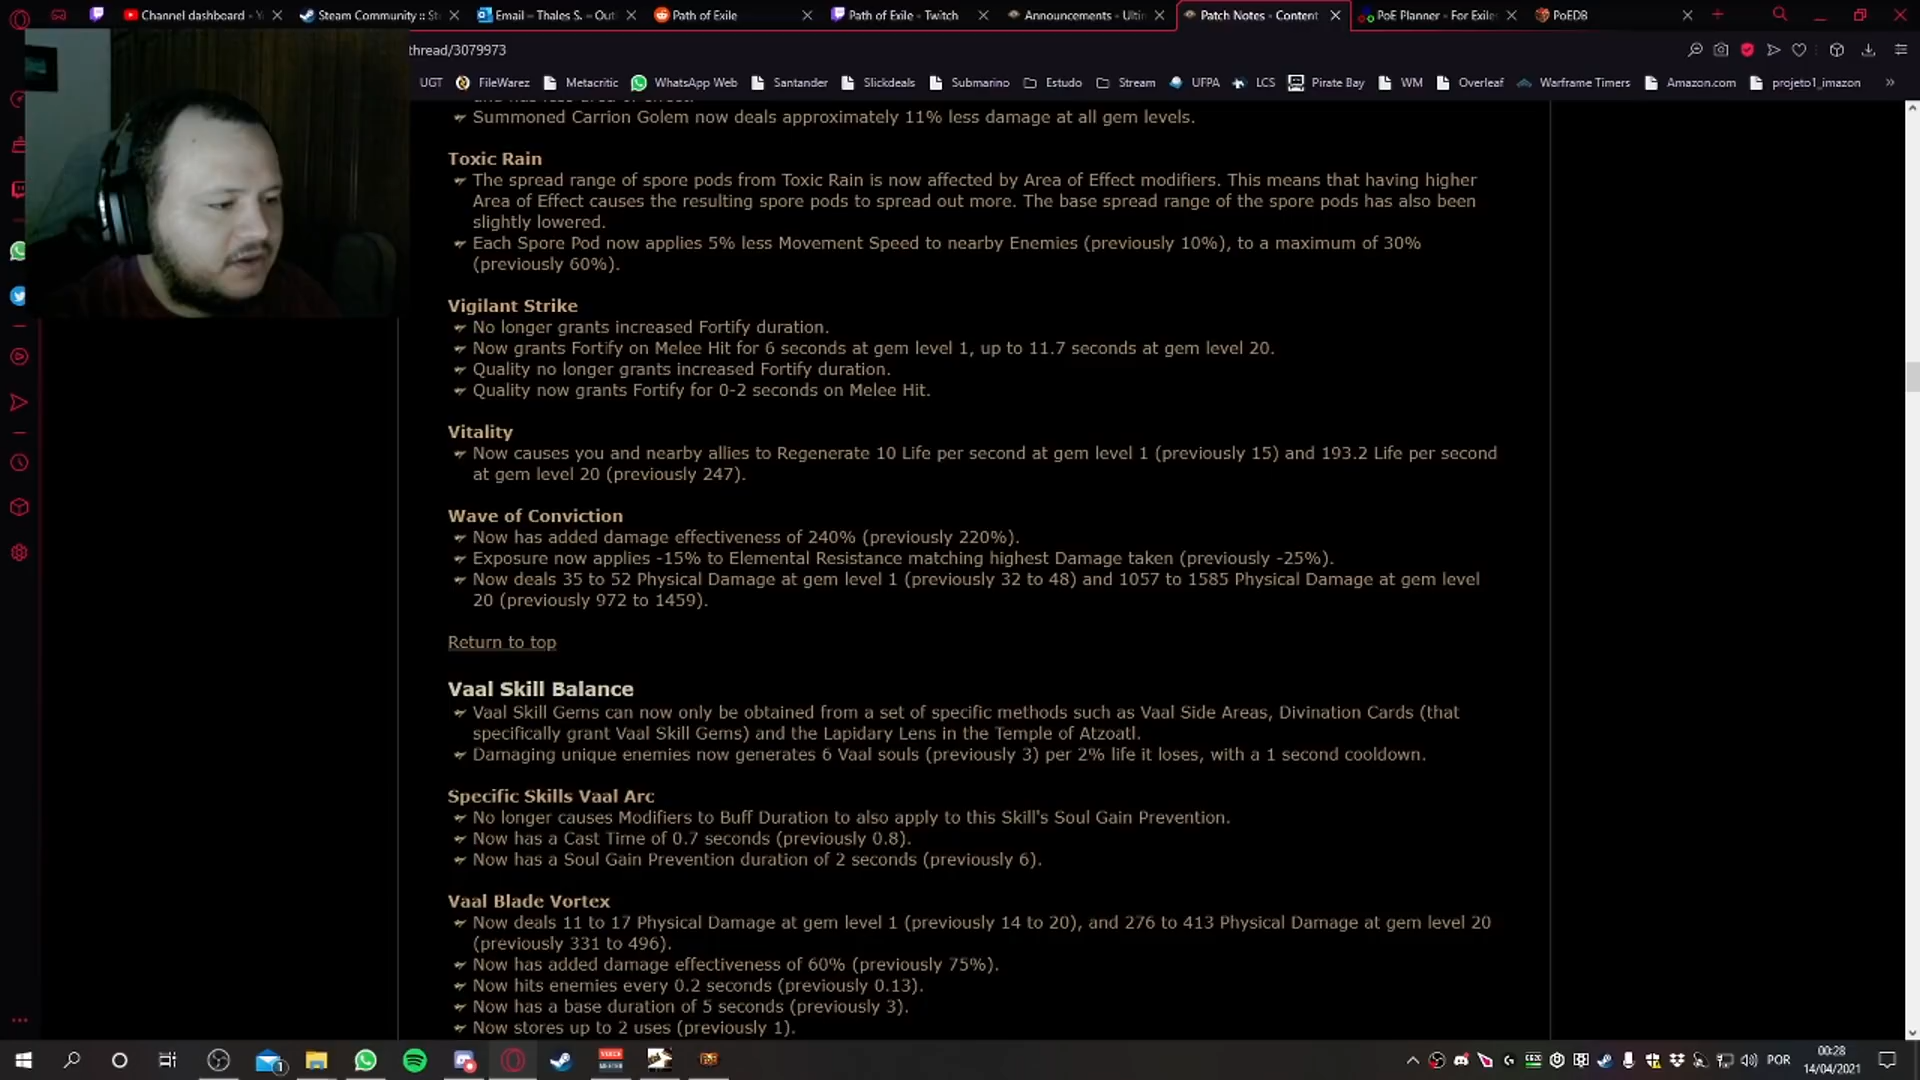 Channel dashboard - Y
Steam Community :: St
Email – Thales S. – Outl
Path of Exile
Path of Exile - Twitch
Announcements - Ultim
Patch Notes - Content
PoE Planner - For Exile
PoEDB
thread/3079973
UGT
FileWarez
Metacritic
WhatsApp Web
Santander
Slickdeals
Submarino
Estudo
Stream
UFPA
LCS
Pirate Bay
WM
Overleaf
Warframe Timers
Amazon.com
projeto1_imazon
»
Summoned Carrion Golem now deals approximately 11% less damage at all gem levels.
Toxic Rain
The spread range of spore pods from Toxic Rain is now affected by Area of Effect modifiers. This means that having higher
Area of Effect causes the resulting spore pods to spread out more. The base spread range of the spore pods has also been
slightly lowered.
Each Spore Pod now applies 5% less Movement Speed to nearby Enemies (previously 10%), to a maximum of 30%
(previously 60%).
Vigilant Strike
No longer grants increased Fortify duration.
Now grants Fortify on Melee Hit for 6 seconds at gem level 1, up to 11.7 seconds at gem level 20.
Quality no longer grants increased Fortify duration.
Quality now grants Fortify for 0-2 seconds on Melee Hit.
Vitality
Now causes you and nearby allies to Regenerate 10 Life per second at gem level 1 (previously 15) and 193.2 Life per second
at gem level 20 (previously 247).
Wave of Conviction
Now has added damage effectiveness of 240% (previously 220%).
Exposure now applies -15% to Elemental Resistance matching highest Damage taken (previously -25%).
Now deals 35 to 52 Physical Damage at gem level 1 (previously 32 to 48) and 1057 to 1585 Physical Damage at gem level
20 (previously 972 to 1459).
Return to top
Vaal Skill Balance
Vaal Skill Gems can now only be obtained from a set of specific methods such as Vaal Side Areas, Divination Cards (that
specifically grant Vaal Skill Gems) and the Lapidary Lens in the Temple of Atzoatl.
Damaging unique enemies now generates 6 Vaal souls (previously 3) per 2% life it loses, with a 1 second cooldown.
Specific Skills Vaal Arc
No longer causes Modifiers to Buff Duration to also apply to this Skill's Soul Gain Prevention.
Now has a Cast Time of 0.7 seconds (previously 0.8).
Now has a Soul Gain Prevention duration of 2 seconds (previously 6).
Vaal Blade Vortex
Now deals 11 to 17 Physical Damage at gem level 1 (previously 14 to 20), and 276 to 413 Physical Damage at gem level 20
(previously 331 to 496).
Now has added damage effectiveness of 60% (previously 75%).
Now hits enemies every 0.2 seconds (previously 0.13).
Now has a base duration of 5 seconds (previously 3).
Now stores up to 2 uses (previously 1).
POR
00:28
14/04/2021